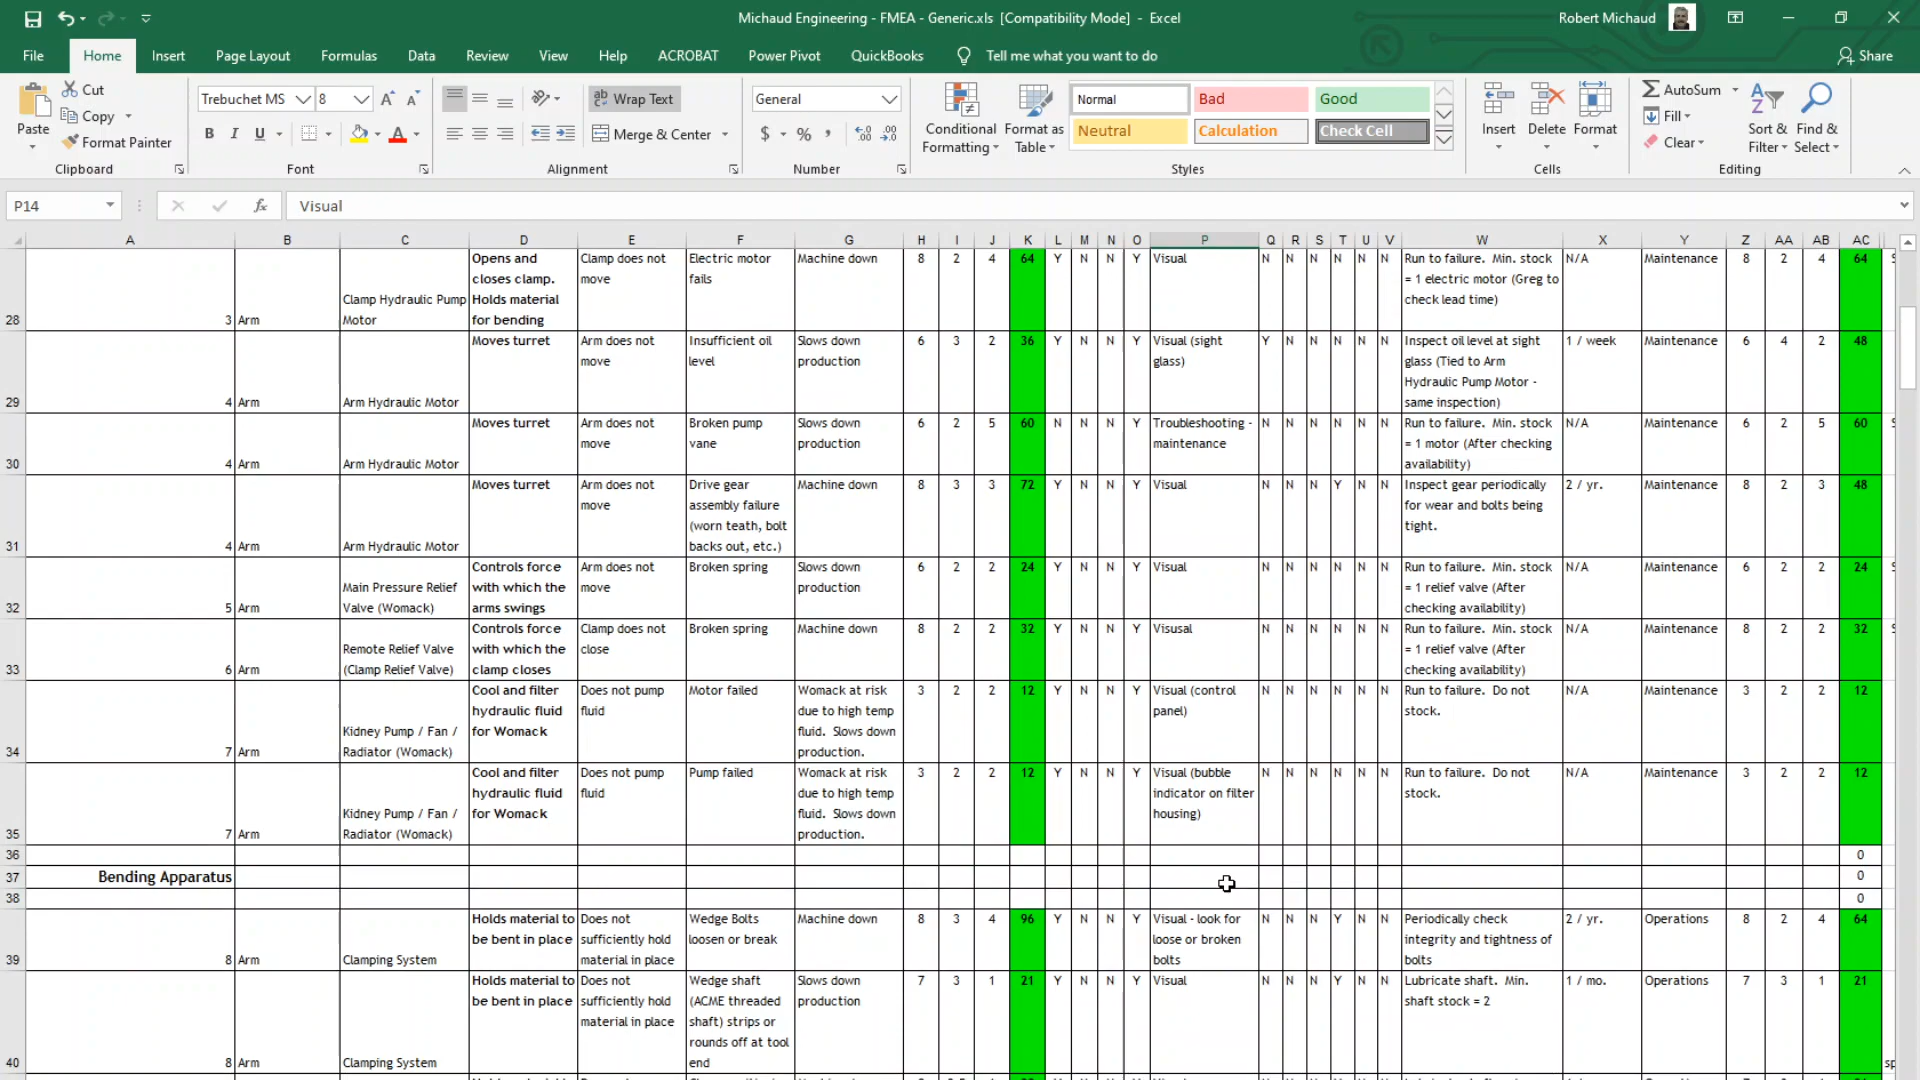 Michaud Engineering - FMEA - Generic.xls [Compatibility Mode] - Excel
Robert Michaud
File Home Insert Page Layout Formulas Data Review View Help ACROBAT Power Pivot QuickBooks Tell me what you want to do Share
Paste
Cut
Copy
Format Painter
Clipboard
Trebuchet MS 8
B I U
Font
Wrap Text
Merge & Center
Alignment
General
$ % ,
Number
Conditional Formatting
Format as Table
Normal Bad Good
Neutral Calculation Check Cell
Styles
Insert Delete Format
Cells
AutoSum
Fill
Clear
Sort & Filter
Find & Select
Editing
P14 fx Visual
A B C D E F G H I J K L M N O P Q R S T U V W X Y Z AA AB AC
28 3 Arm Clamp Hydraulic Pump Motor Opens and closes clamp. Holds material for bending Clamp does not move Electric motor fails Machine down 8 2 4 64 Y N N Y Visual N N N N N N Run to failure. Min. stock = 1 electric motor (Greg to check lead time) N/A Maintenance 8 2 4 64
29 4 Arm Arm Hydraulic Motor Moves turret Arm does not move Insufficient oil level Slows down production 6 3 2 36 Y N N Y Visual (sight glass) Y N N N N N Inspect oil level at sight glass (Tied to Arm Hydraulic Pump Motor - same inspection) 1 / week Maintenance 6 4 2 48
30 4 Arm Arm Hydraulic Motor Moves turret Arm does not move Broken pump vane Slows down production 6 2 5 60 N N N Y Troubleshooting - maintenance N N N N N N Run to failure. Min. stock = 1 motor (After checking availability) N/A Maintenance 6 2 5 60
31 4 Arm Arm Hydraulic Motor Moves turret Arm does not move Drive gear assembly failure (worn teath, bolt backs out, etc.) Machine down 8 3 3 72 Y N N Y Visual N N N Y N N Inspect gear periodically for wear and bolts being tight. 2 / yr. Maintenance 8 2 3 48
32 5 Arm Main Pressure Relief Valve (Womack) Controls force with which the arms swings Arm does not move Broken spring Slows down production 6 2 2 24 Y N N Y Visual N N N N N N Run to failure. Min. stock = 1 relief valve (After checking availability) N/A Maintenance 6 2 2 24
33 6 Arm Remote Relief Valve (Clamp Relief Valve) Controls force with which the clamp closes Clamp does not close Broken spring Machine down 8 2 2 32 Y N N Y Visusal N N N N N N Run to failure. Min. stock = 1 relief valve (After checking availability) N/A Maintenance 8 2 2 32
34 7 Arm Kidney Pump / Fan / Radiator (Womack) Cool and filter hydraulic fluid for Womack Does not pump fluid Motor failed Womack at risk due to high temp fluid. Slows down production. 3 2 2 12 Y N N Y Visual (control panel) N N N N N N Run to failure. Do not stock. N/A Maintenance 3 2 2 12
35 7 Arm Kidney Pump / Fan / Radiator (Womack) Cool and filter hydraulic fluid for Womack Does not pump fluid Pump failed Womack at risk due to high temp fluid. Slows down production. 3 2 2 12 Y N N Y Visual (bubble indicator on filter housing) N N N N N N Run to failure. Do not stock. N/A Maintenance 3 2 2 12
36 0
37 Bending Apparatus 0
38 0
39 8 Arm Clamping System Holds material to be bent in place Does not sufficiently hold material in place Wedge Bolts loosen or break Machine down 8 3 4 96 Y N N Y Visual - look for loose or broken bolts N N N Y N N Periodically check integrity and tightness of bolts 2 / yr. Operations 8 2 4 64
40 8 Arm Clamping System Holds material to be bent in place Does not sufficiently hold material in place Wedge shaft (ACME threaded shaft) strips or rounds off at tool end Slows down production 7 3 1 21 Y N N Y Visual N N N Y N N Lubricate shaft. Min. shaft stock = 2 1 / mo. Operations 7 3 1 21